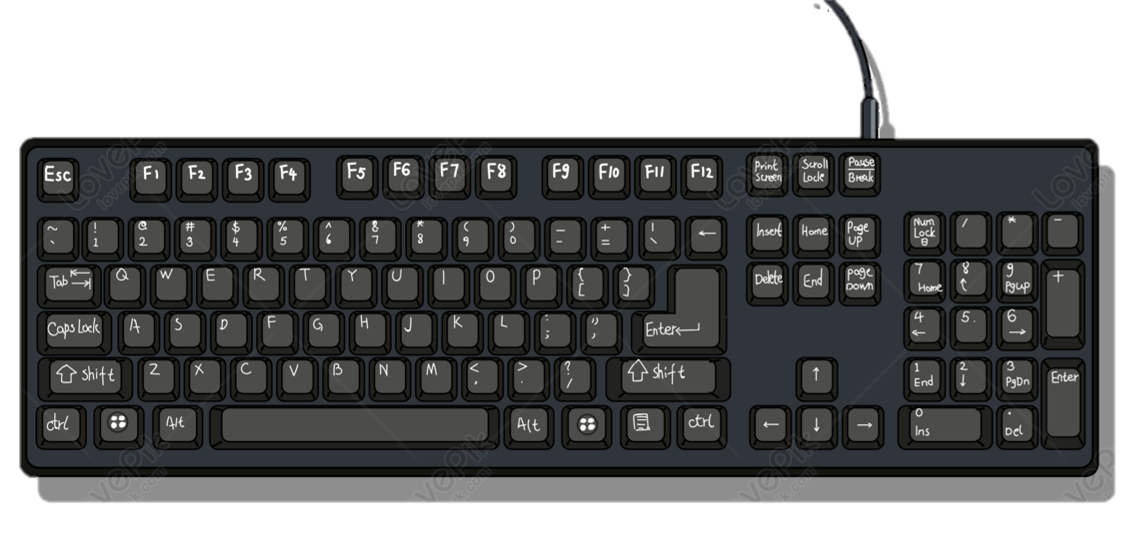 Esc F1 F2 F3 F4 F5 F6 F7 F8 F9 F10 F11 F12 Print Screen Scroll Lock Pause Break
~ ! @ # $ % ^ & * ( ) _ + |
` 1 2 3 4 5 6 7 8 9 0 - = \ ← Insert Home Page UP Num Lock / * -
Tab Q W E R T Y U I O P { [ } ] Delete End page Down 7 Home 8 ↑ 9 PgUP +
Caps Lock A S D F G H J K L : ; " ' Enter 4 ← 5 6 →
Shift Z X C V B N M < , > . ? / shift ↑ 1 End 2 ↓ 3 PgDn Enter
ctrl Alt Alt ctrl ← ↓ → 0 Ins . Del